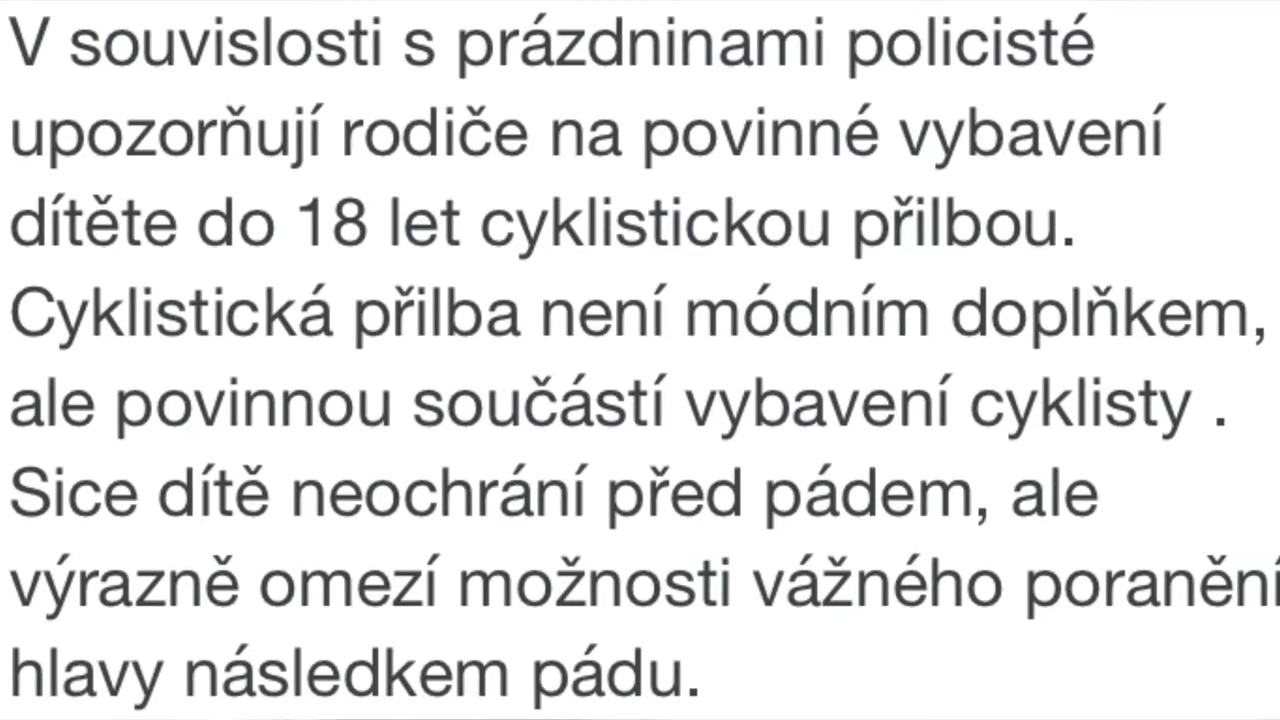 V souvislosti s prázdninami policisté
upozorňují rodiče na povinné vybavení
dítěte do 18 let cyklistickou přilbou.
Cyklistická přilba není módním doplňkem,
ale povinnou součástí vybavení cyklisty .
Sice dítě neochrání před pádem, ale
výrazně omezí možnosti vážného poranění
hlavy následkem pádu.